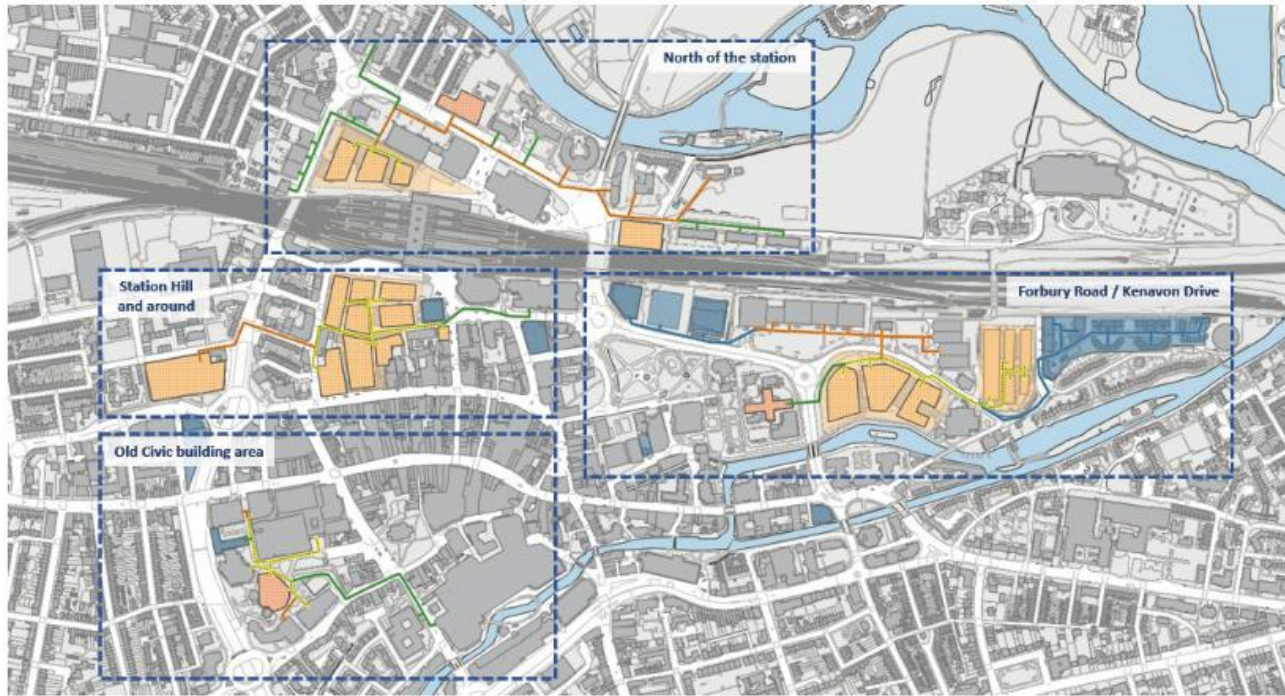 North of the station
Station Hill
and around
Forbury Road / Kenavon Drive
Old Civic building area